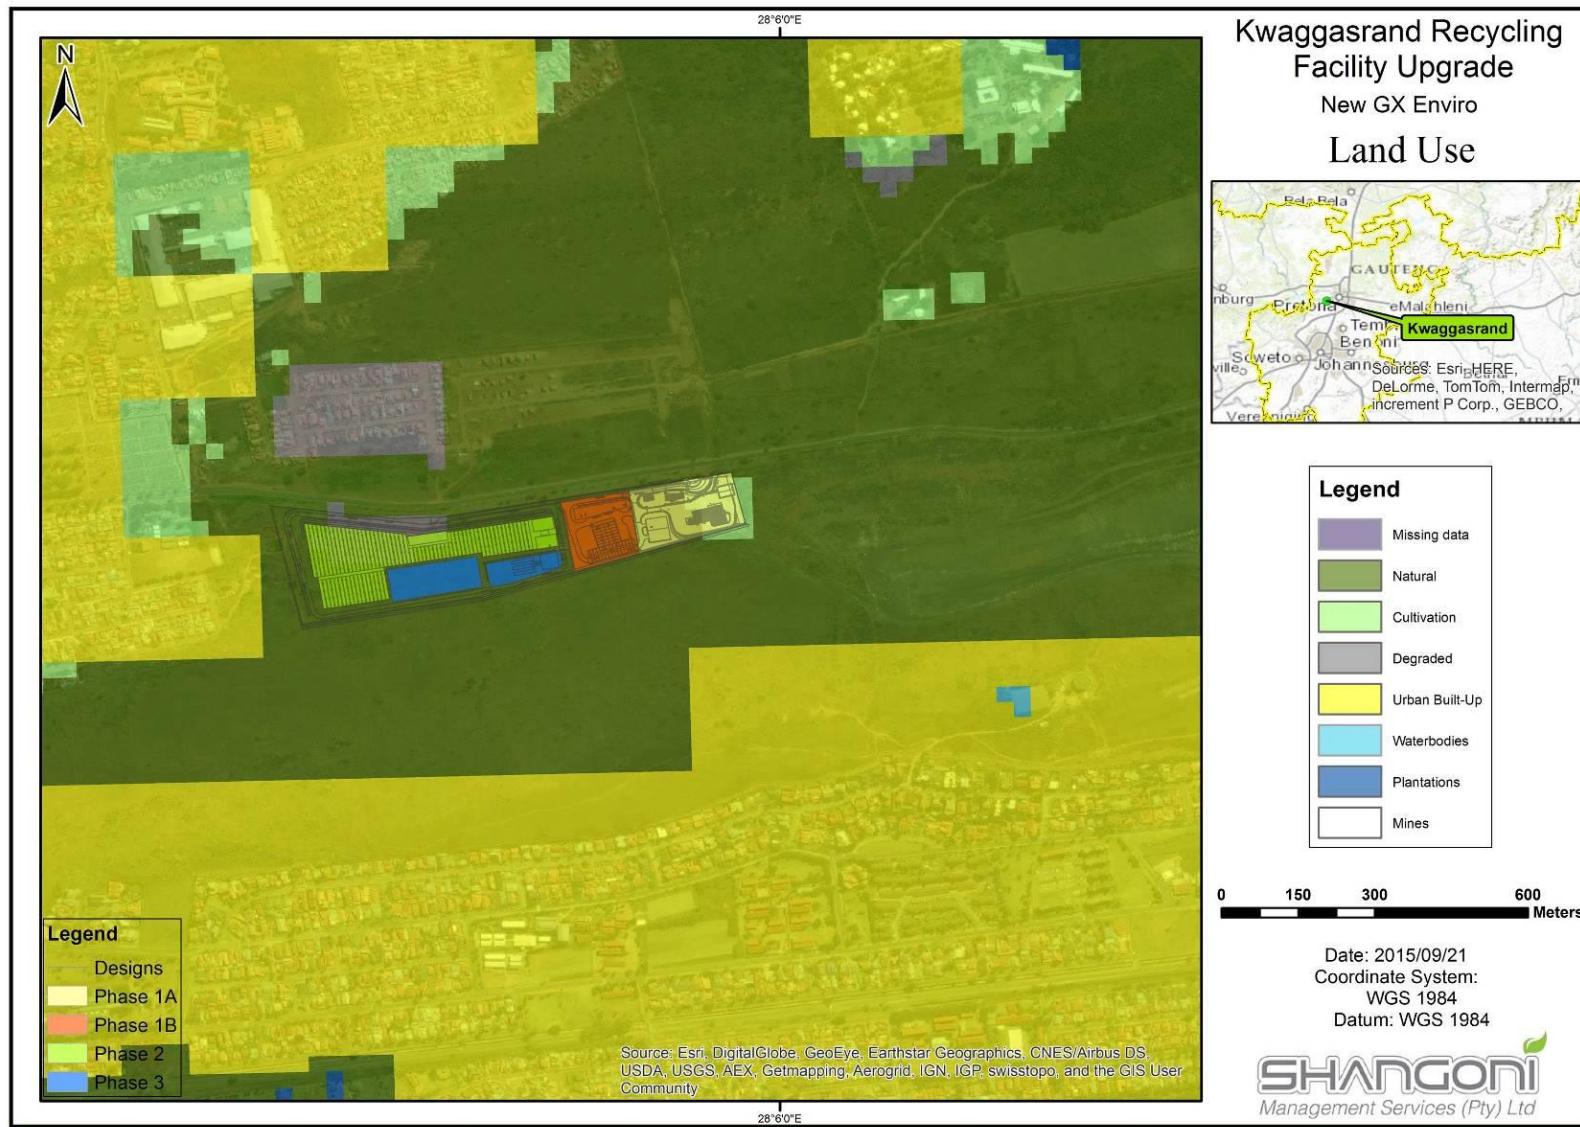 28°6'0"E
N
Kwaggasrand Recycling
Facility Upgrade
New GX Enviro
Land Use
Bela Bela
GAUTENG
nburg
Pretoria
eMalahleni
Kwaggasrand
Benoni
Soweto
ville
Sources: Esri, HERE,
DeLorme, TomTom, Intermap,
increment P Corp., GEBCO,
Legend
Missing data
Natural
Cultivation
Degraded
Urban Built-Up
Waterbodies
Plantations
Mines
0 150 300 600
Meters
Date: 2015/09/21
Coordinate System:
WGS 1984
Datum: WGS 1984
SHANGONI
Management Services (Pty) Ltd
Legend
Designs
Phase 1A
Phase 1B
Phase 2
Phase 3
Source: Esri, DigitalGlobe, GeoEye, Earthstar Geographics, CNES/Airbus DS,
USDA, USGS, AEX, Getmapping, Aerogrid, IGN, IGP, swisstopo, and the GIS User
Community
28°6'0"E